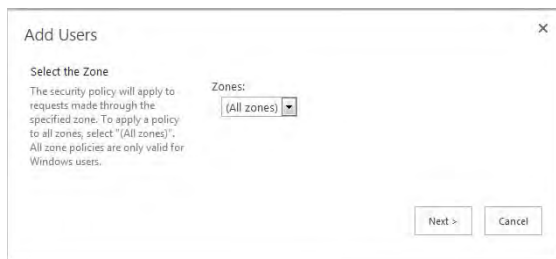 Add Users
×
Select the Zone
The security policy will apply to
requests made through the
specified zone. To apply a policy
to all zones, select "(All zones)".
All zone policies are only valid for
Windows users.
Zones:
(All zones)
Next >
Cancel